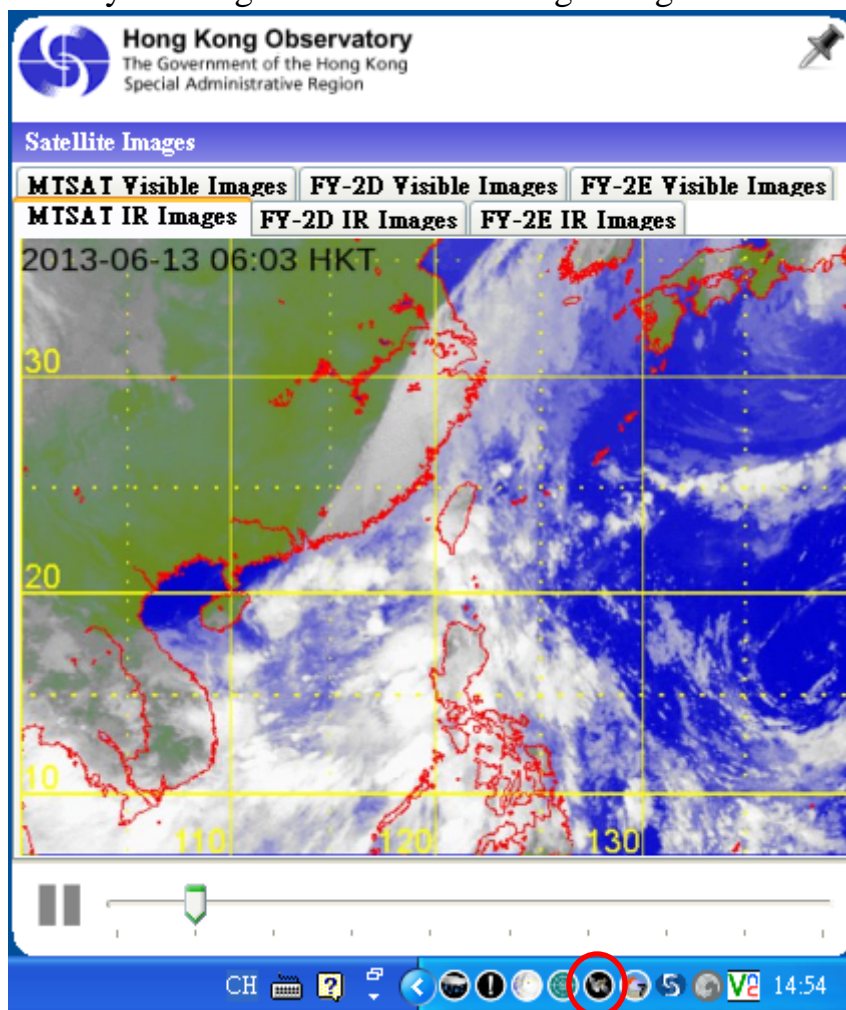 Hong Kong Observatory
The Government of the Hong Kong
Special Administrative Region
Satellite Images
MTSAT Visible Images FY-2D Visible Images FY-2E Visible Images
MTSAT IR Images FY-2D IR Images FY-2E IR Images
2013-06-13 06:03 HKT
30
20
10
110 120 130
CH 14:54